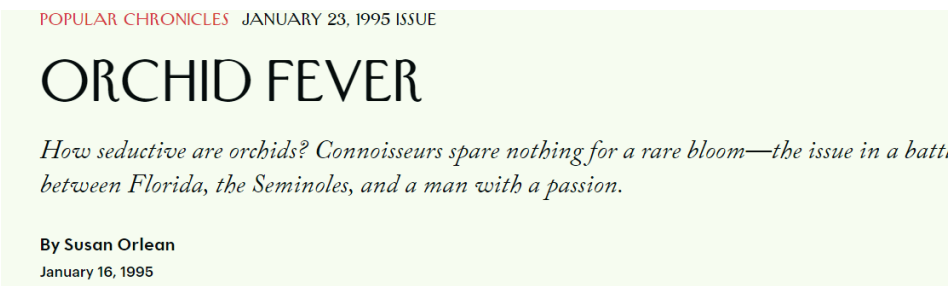 POPULAR CHRONICLES JANUARY 23, 1995 ISSUE
ORCHID FEVER
How seductive are orchids? Connoisseurs spare nothing for a rare bloom—the issue in a
between Florida, the Seminoles, and a man with a passion.
By Susan Orlean
January 16, 1995